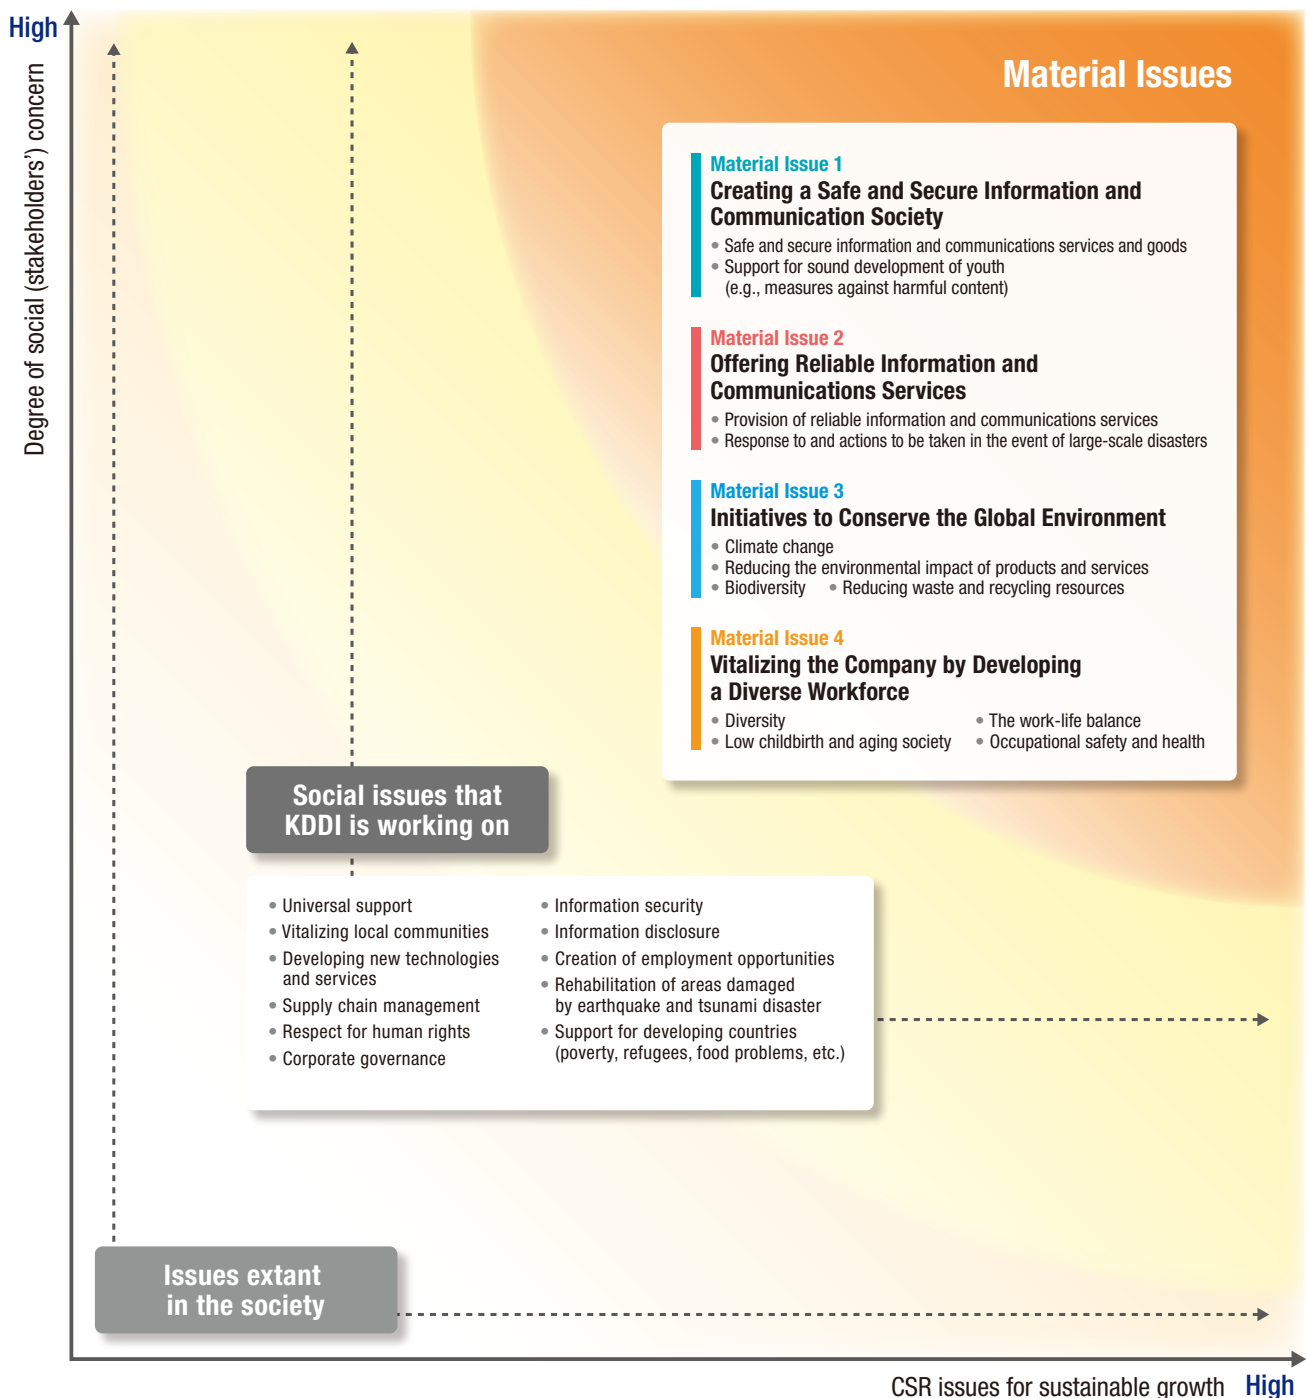 High
Degree of social (stakeholders') concern
Material Issues
Material Issue 1
Creating a Safe and Secure Information and
Communication Society
• Safe and secure information and communications services and goods
• Support for sound development of youth
(e.g., measures against harmful content)
Material Issue 2
Offering Reliable Information and
Communications Services
• Provision of reliable information and communications services
• Response to and actions to be taken in the event of large-scale disasters
Material Issue 3
Initiatives to Conserve the Global Environment
• Climate change
• Reducing the environmental impact of products and services
• Biodiversity • Reducing waste and recycling resources
Material Issue 4
Vitalizing the Company by Developing
a Diverse Workforce
• Diversity • The work-life balance
• Low childbirth and aging society • Occupational safety and health
Social issues that
KDDI is working on
• Universal support
• Vitalizing local communities
• Developing new technologies
and services
• Supply chain management
• Respect for human rights
• Corporate governance
• Information security
• Information disclosure
• Creation of employment opportunities
• Rehabilitation of areas damaged
by earthquake and tsunami disaster
• Support for developing countries
(poverty, refugees, food problems, etc.)
Issues extant
in the society
CSR issues for sustainable growth High